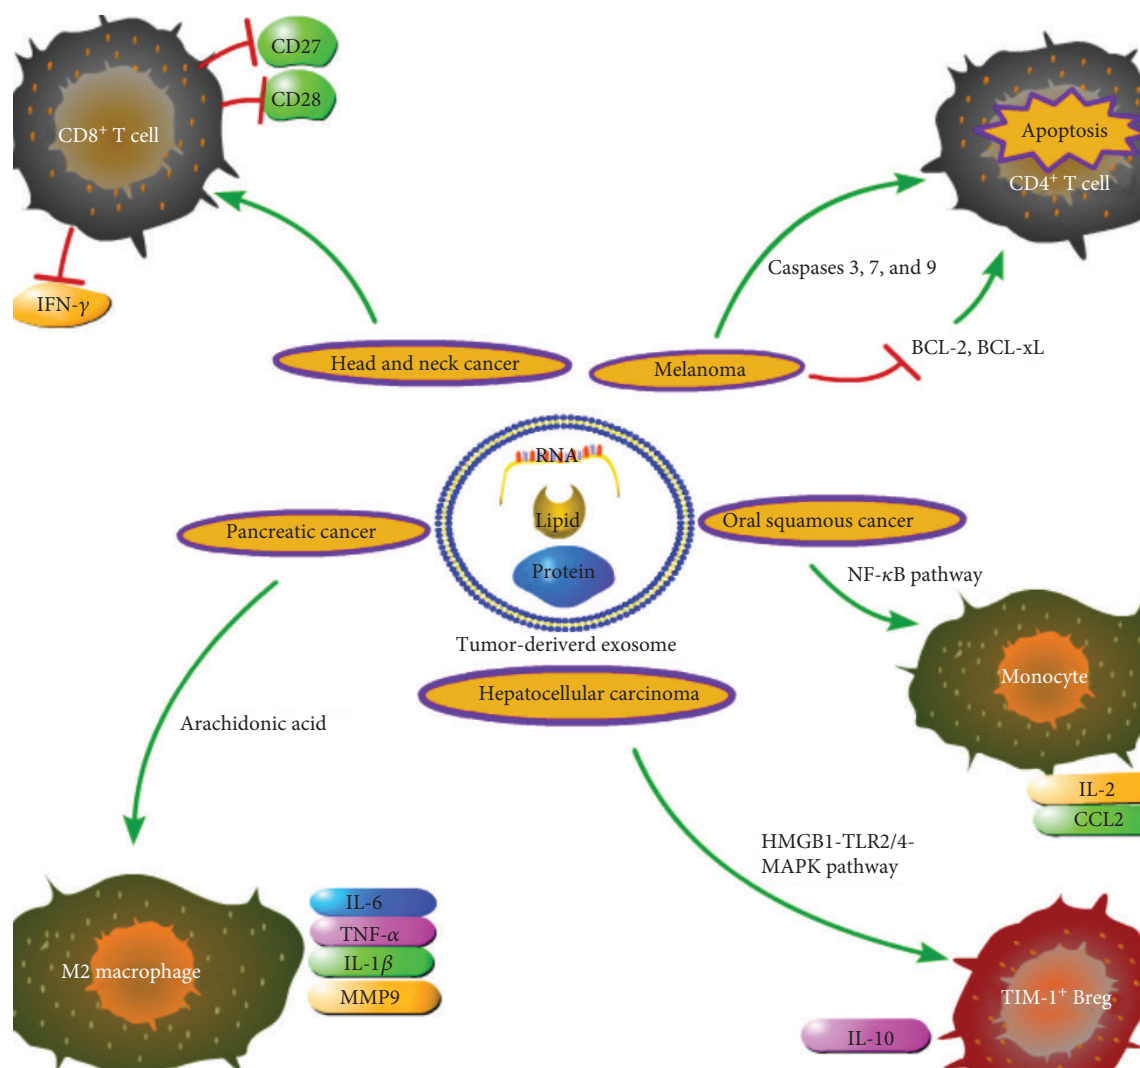 CD27
CD28
CD8⁺ T cell
IFN-γ
Apoptosis
CD4⁺ T cell
Caspases 3, 7, and 9
BCL-2, BCL-xL
Head and neck cancer
Melanoma
RNA
Lipid
Protein
Tumor-deriverd exosome
Pancreatic cancer
Oral squamous cancer
NF-κB pathway
Monocyte
IL-2
CCL2
Hepatocellular carcinoma
Arachidonic acid
HMGB1-TLR2/4-
MAPK pathway
M2 macrophage
IL-6
TNF-α
IL-1β
MMP9
TIM-1⁺ Breg
IL-10